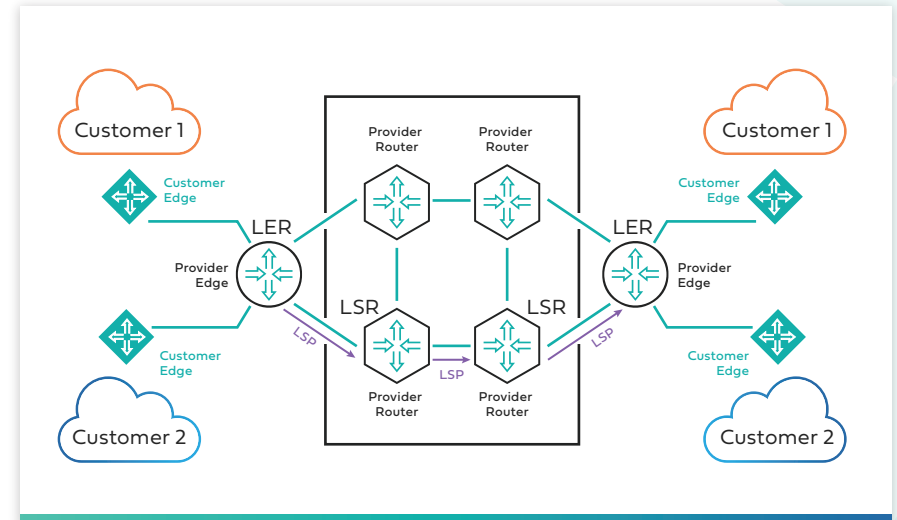 Customer 1
Customer 1
Provider
Router
Provider
Router
Customer
Edge
Customer
Edge
LER
LER
Provider
Edge
Provider
Edge
LSR
LSR
LSP
LSP
LSP
Customer
Edge
Customer
Edge
Provider
Router
Provider
Router
Customer 2
Customer 2